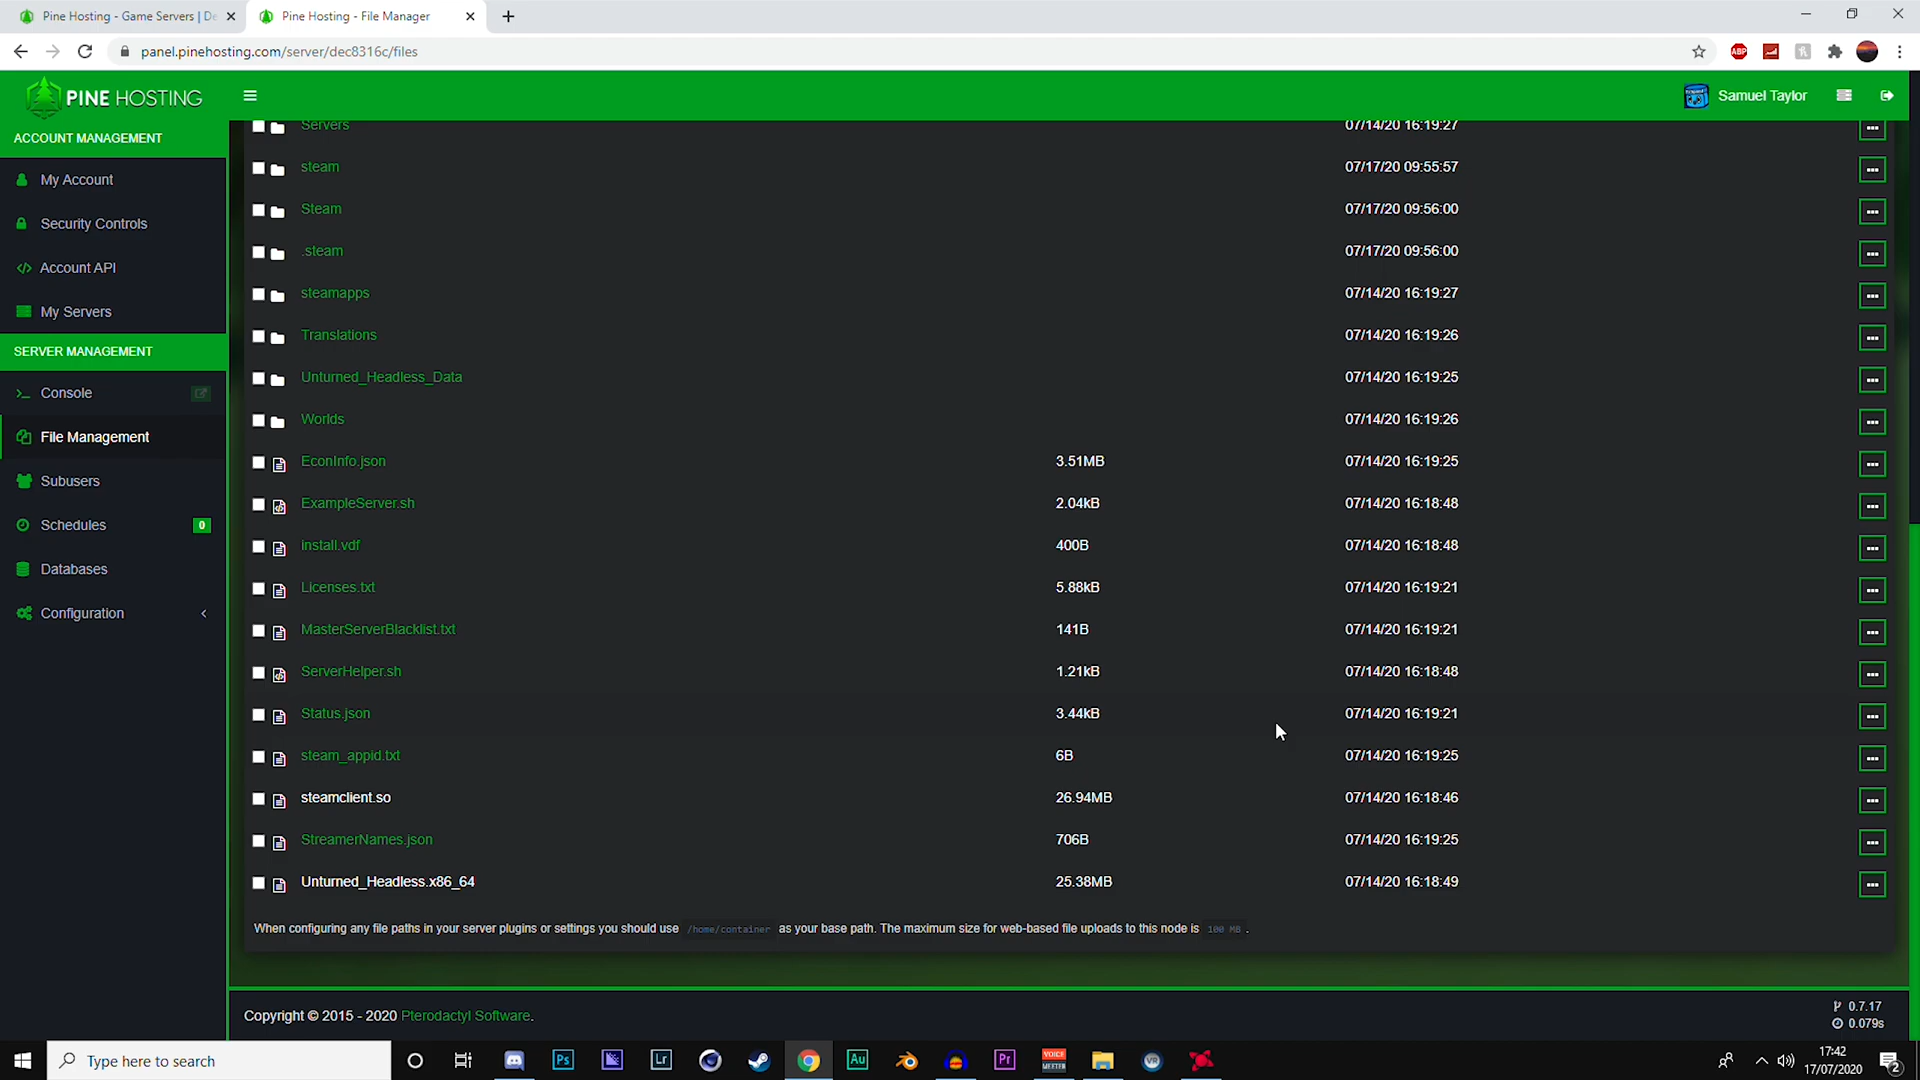 Pine Hosting - Game Servers | De
Pine Hosting - File Manager
panel.pinehosting.com/server/dec8316c/files
ABP
PINE HOSTING
Samuel Taylor
ACCOUNT MANAGEMENT
My Account
Security Controls
Account API
My Servers
SERVER MANAGEMENT
Console
File Management
Subusers
Schedules 0
Databases
Configuration
Servers 07/14/20 16:19:27
steam 07/17/20 09:55:57
Steam 07/17/20 09:56:00
.steam 07/17/20 09:56:00
steamapps 07/14/20 16:19:27
Translations 07/14/20 16:19:26
Unturned_Headless_Data 07/14/20 16:19:25
Worlds 07/14/20 16:19:26
EconInfo.json 3.51MB 07/14/20 16:19:25
ExampleServer.sh 2.04kB 07/14/20 16:18:48
install.vdf 400B 07/14/20 16:18:48
Licenses.txt 5.88kB 07/14/20 16:19:21
MasterServerBlacklist.txt 141B 07/14/20 16:19:21
ServerHelper.sh 1.21kB 07/14/20 16:18:48
Status.json 3.44kB 07/14/20 16:19:21
steam_appid.txt 6B 07/14/20 16:19:25
steamclient.so 26.94MB 07/14/20 16:18:46
StreamerNames.json 706B 07/14/20 16:19:25
Unturned_Headless.x86_64 25.38MB 07/14/20 16:18:49
When configuring any file paths in your server plugins or settings you should use /home/container as your base path. The maximum size for web-based file uploads to this node is 100 MB .
Copyright © 2015 - 2020 Pterodactyl Software.
0.7.17
0.079s
Type here to search
Ps
Lr
Au
Pr
VOICE
MEETER
VR
17:42
17/07/2020
2